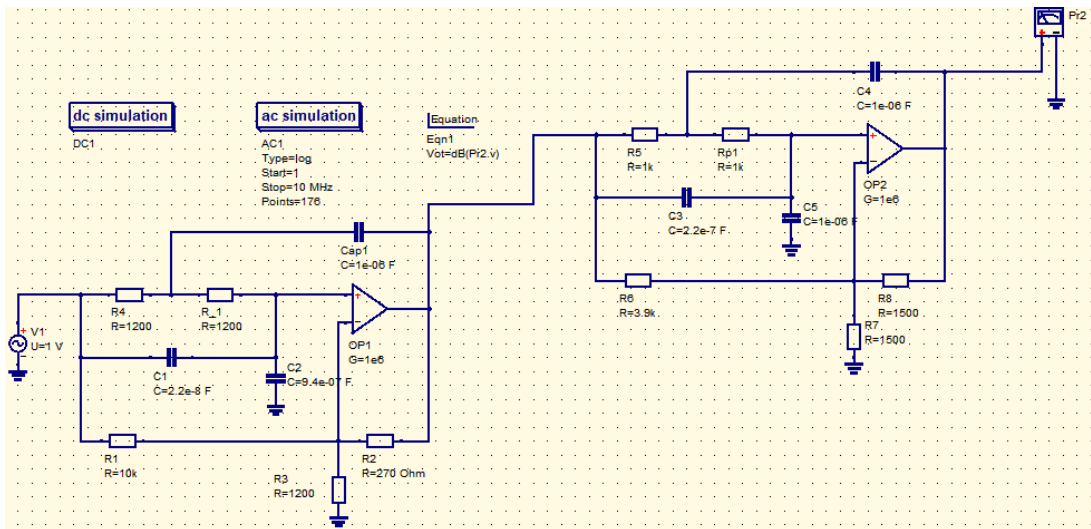 Pr2
dc simulation
DC1
ac simulation
AC1
Type=log
Start=1
Stop=10 MHz
Points=176
Equation
Eqn1
Vot=dB(Pr2.v)
C4
C=1e-06 F
R5
R=1k
Rp1
R=1k
OP2
G=1e6
C3
C=2.2e-7 F
C5
C=1e-06 F
R6
R=3.9k
R8
R=1500
R7
R=1500
Cap1
C=1e-06 F
R4
R=1200
R_1
R=1200
V1
U=1 V
OP1
G=1e6
C1
C=2.2e-8 F
C2
C=9.4e-07 F
R1
R=10k
R2
R=270 Ohm
R3
R=1200